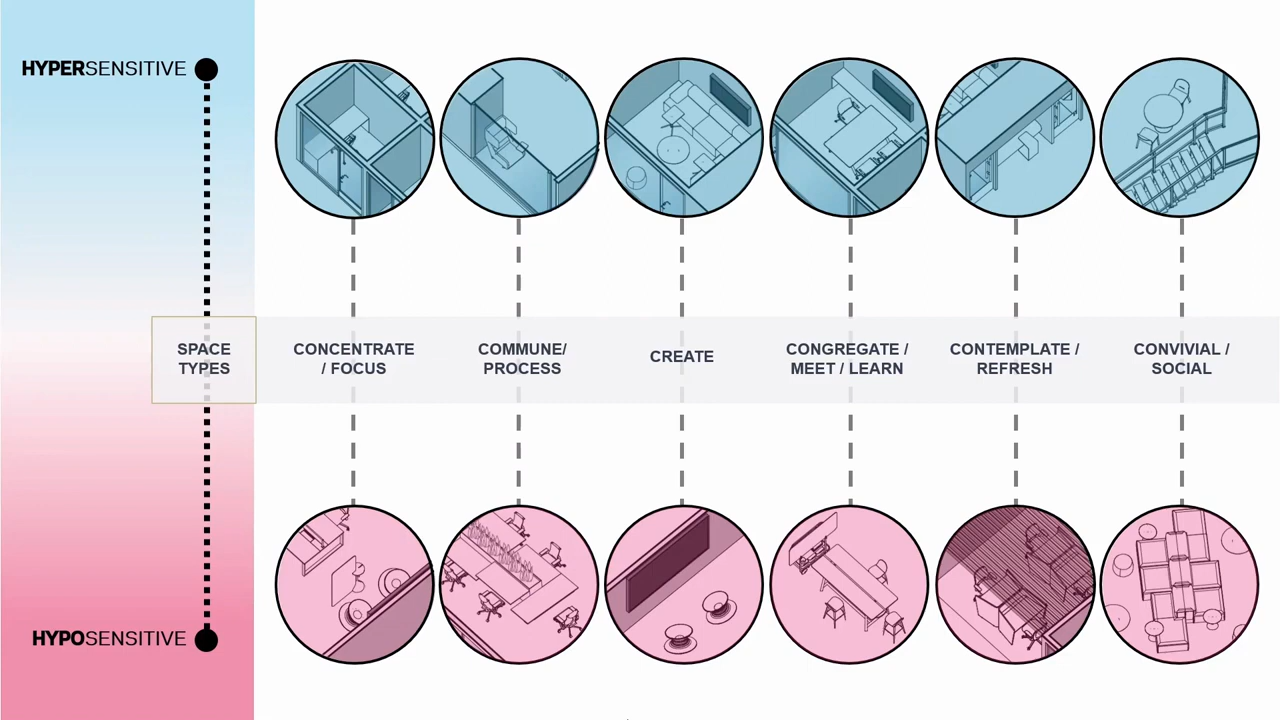 HYPERSENSITIVE
SPACE
TYPES
CONCENTRATE
/ FOCUS
COMMUNE/
PROCESS
CREATE
CONGREGATE /
MEET / LEARN
CONTEMPLATE /
REFRESH
CONVIVIAL /
SOCIAL
HYPOSENSITIVE